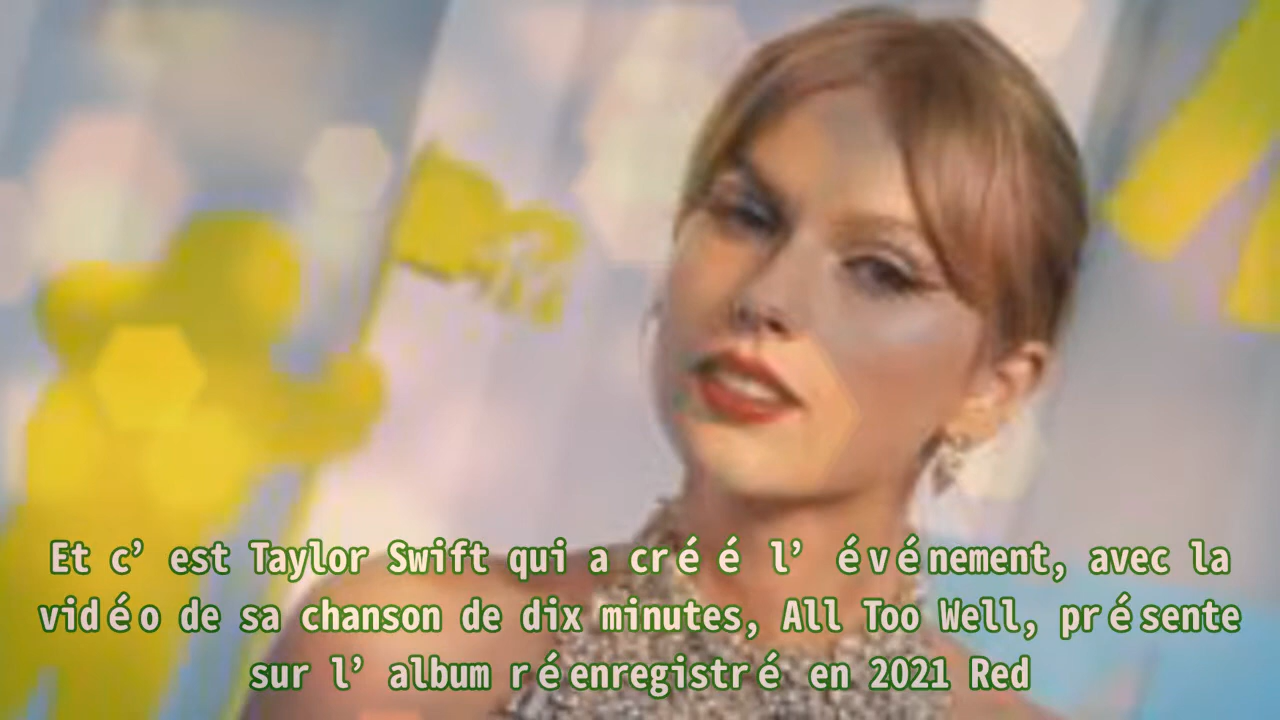 Et c’ est Taylor Swift qui a créé l’ événement, avec la
vidéo de sa chanson de dix minutes, All Too Well, présente
sur l’ album réenregistré en 2021 Red